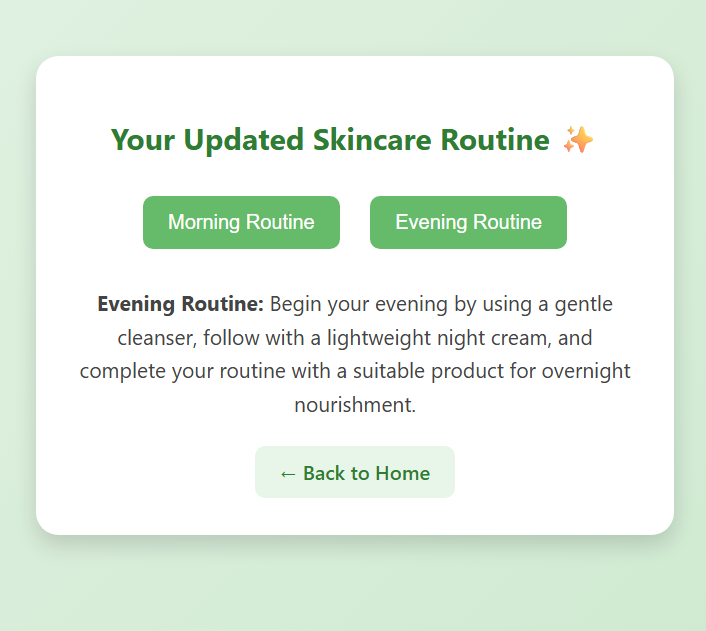 Your Updated Skincare Routine ✨
Morning Routine
Evening Routine
Evening Routine: Begin your evening by using a gentle
cleanser, follow with a lightweight night cream, and
complete your routine with a suitable product for overnight
nourishment.
← Back to Home